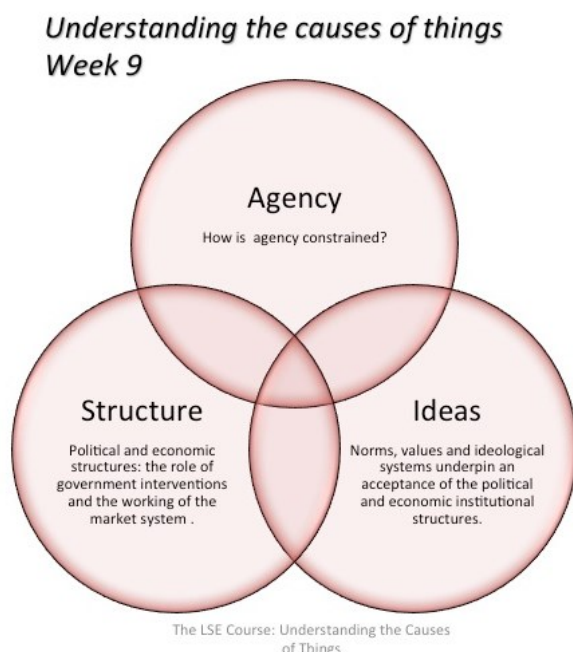 Understanding the causes of things
Week 9
Agency
How is agency constrained?
Structure
Political and economic
structures: the role of
government interventions
and the working of the
market system .
Ideas
Norms, values and ideological
systems underpin an
acceptance of the political
and economic institutional
structures.
The LSE Course: Understanding the Causes
of Things